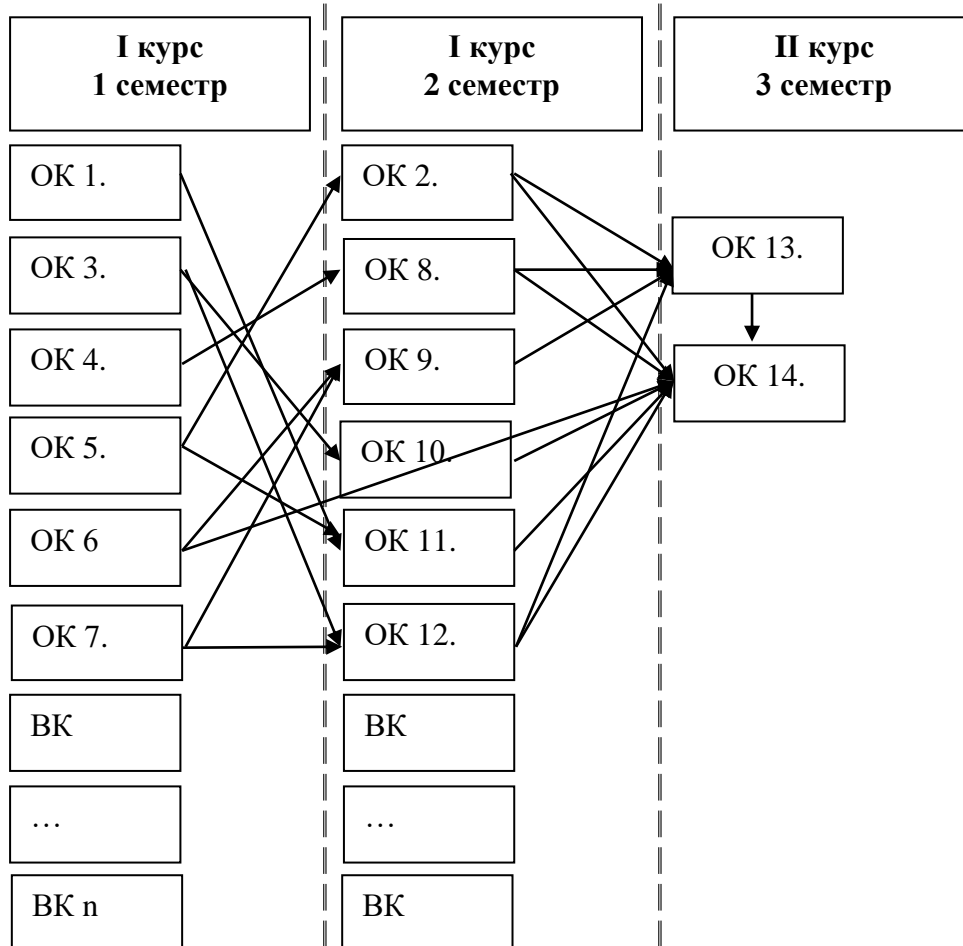 I курс
1 семестр
I курс
2 семестр
II курс
3 семестр
ОК 1.
ОК 2.
ОК 13.
ОК 3.
ОК 8.
ОК 4.
ОК 9.
ОК 14.
ОК 5.
ОК 10.
ОК 6
ОК 11.
ОК 7.
ОК 12.
ВК
ВК
…
…
ВК n
ВК